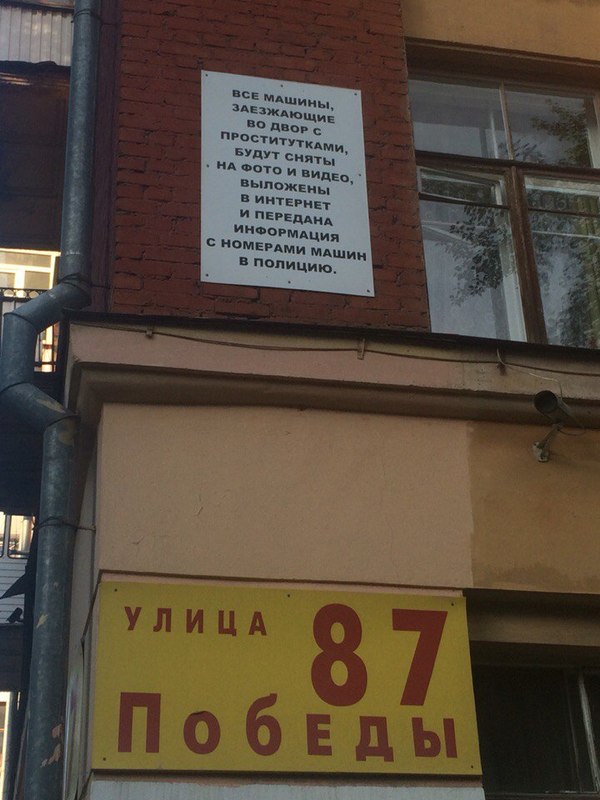 ВСЕ МАШИНЫ,
ЗАЕЗЖАЮЩИЕ
ВО ДВОР С
ПРОСТИТУТКАМИ,
БУДУТ СНЯТЫ
НА ФОТО И ВИДЕО,
ВЫЛОЖЕНЫ
В ИНТЕРНЕТ
И ПЕРЕДАНА
ИНФОРМАЦИЯ
С НОМЕРАМИ МАШИН
В ПОЛИЦИЮ.
УЛИЦА 87
Победы